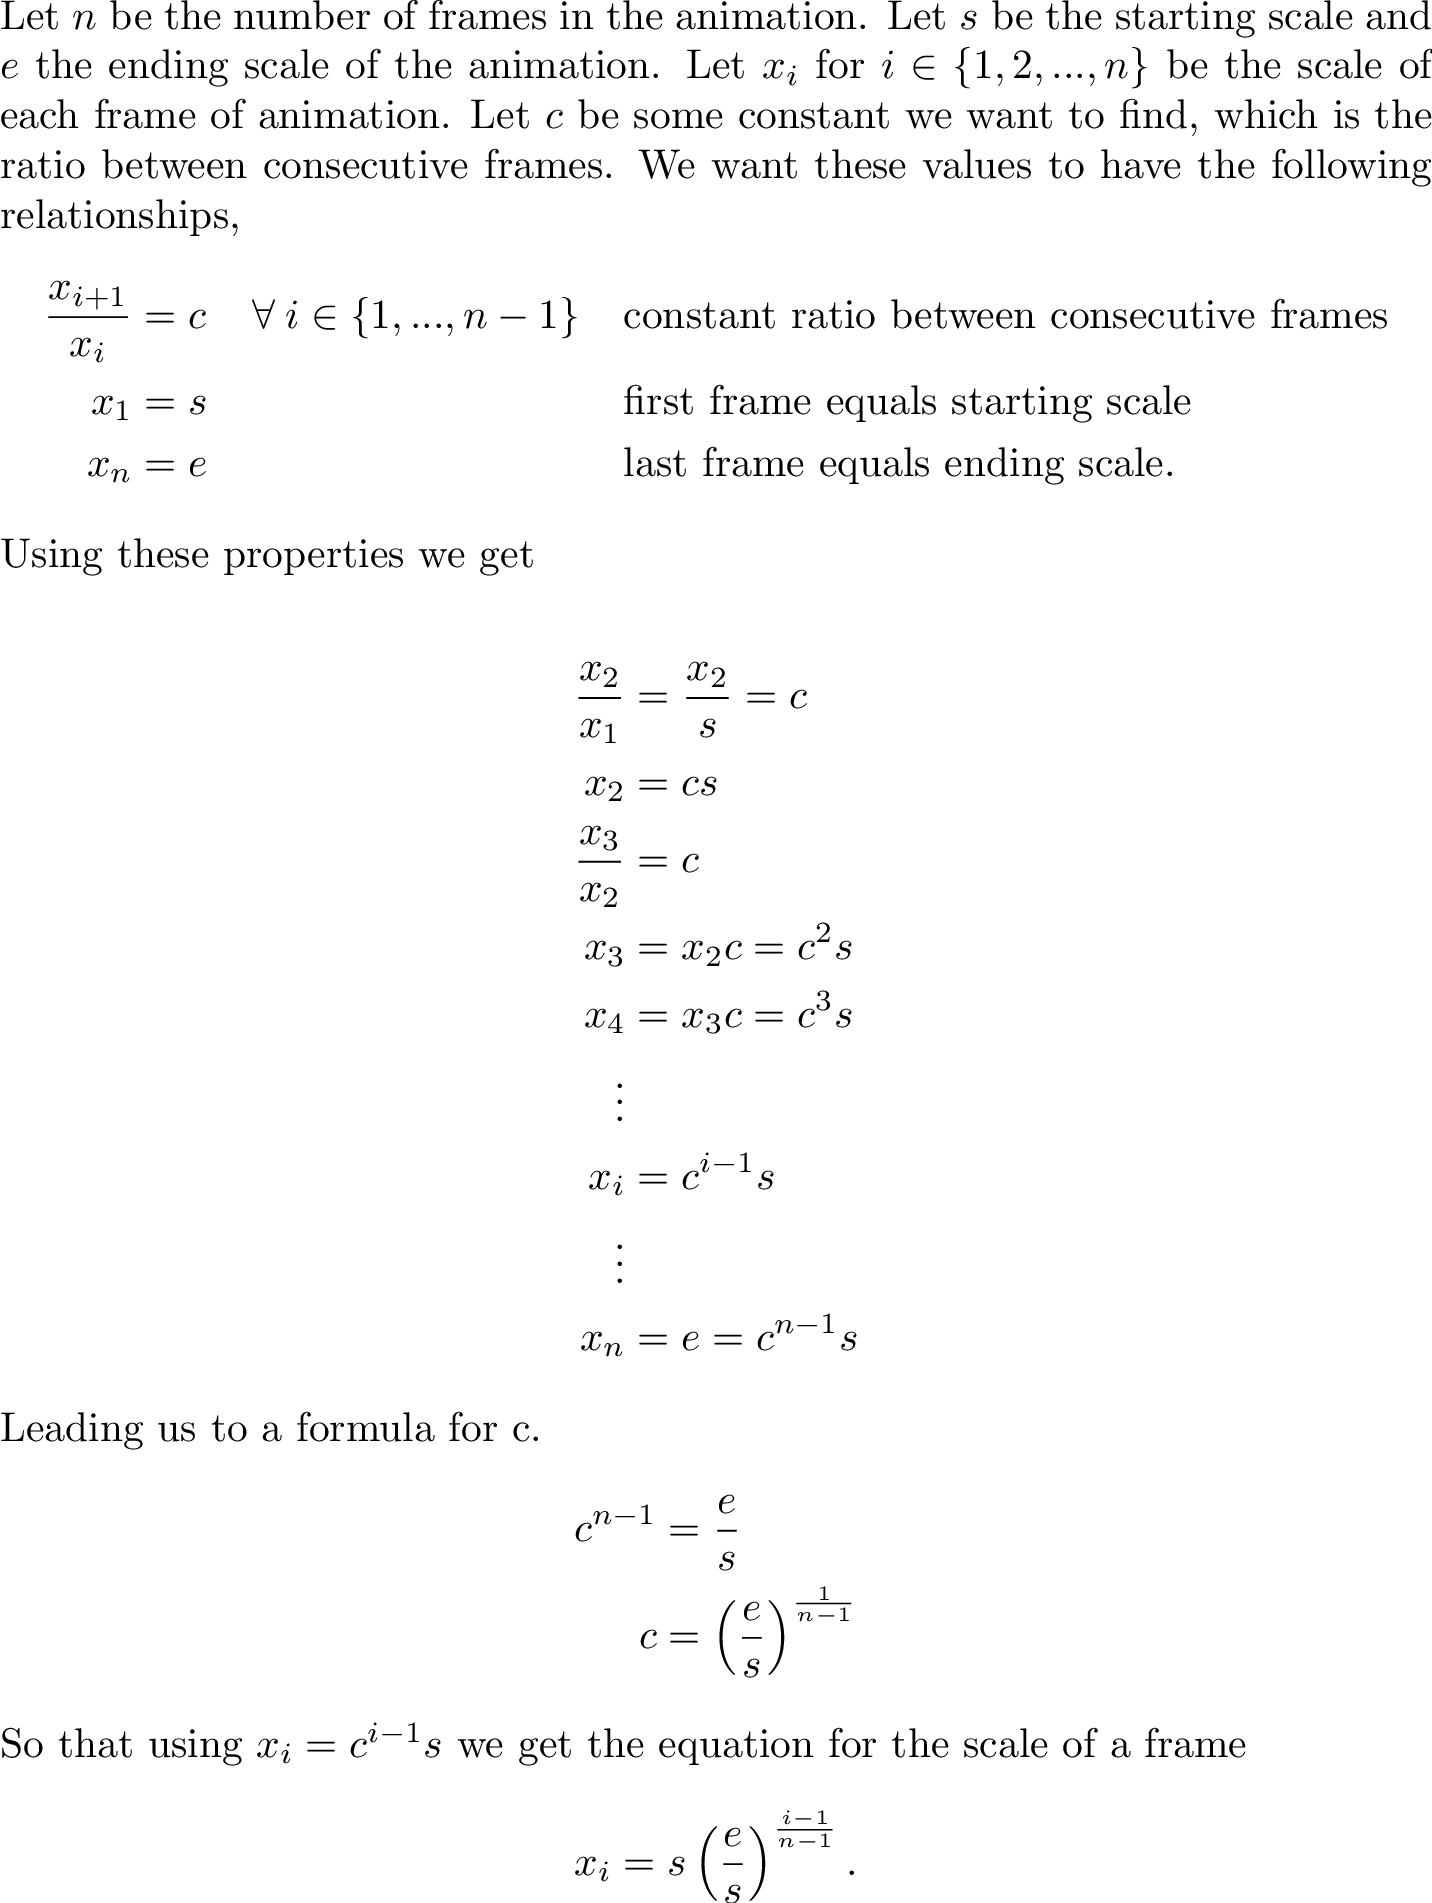 Let n be the number of frames in the animation. Let s be the starting scale and
e the ending scale of the animation. Let x_i for i ∈ {1, 2, ..., n} be the scale of
each frame of animation. Let c be some constant we want to find, which is the
ratio between consecutive frames. We want these values to have the following
relationships,
\frac{x_{i+1}}{x_i} = c ∀ i ∈ {1, ..., n − 1} constant ratio between consecutive frames
x_1 = s first frame equals starting scale
x_n = e last frame equals ending scale.
Using these properties we get
\frac{x_2}{x_1} = \frac{x_2}{s} = c
x_2 = cs
\frac{x_3}{x_2} = c
x_3 = x_2 c = c^2 s
x_4 = x_3 c = c^3 s
⋮
x_i = c^{i−1} s
⋮
x_n = e = c^{n−1} s
Leading us to a formula for c.
c^{n−1} = \frac{e}{s}
c = \left(\frac{e}{s}\right)^{\frac{1}{n−1}}
So that using x_i = c^{i−1} s we get the equation for the scale of a frame
x_i = s \left(\frac{e}{s}\right)^{\frac{i−1}{n−1}} .